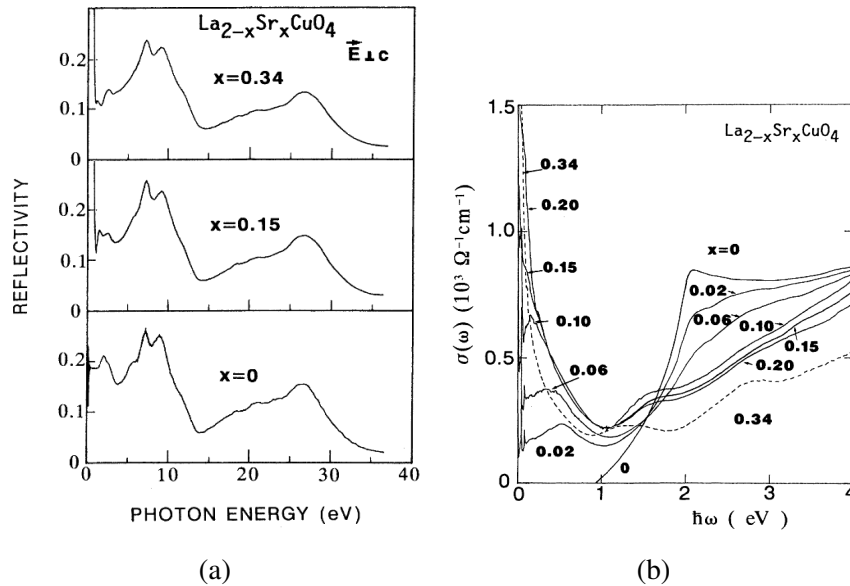 La2-xSrxCuO4
E⊥c
x=0.34
0.2
0.1
0
x=0.15
0.2
0.1
0
x=0
0.2
0.1
0
0 10 20 30 40
REFLECTIVITY
PHOTON ENERGY (eV)
(a)
La2-xSrxCuO4
1.5
1.0
0.5
0
0.34
0.20
0.15
0.10
0.06
0.02
x=0
0.02
0.06
0.10
0.15
0.20
0.34
0
0 1 2 3 4
σ(ω) (10³ Ω⁻¹cm⁻¹)
ħω ( eV)
(b)